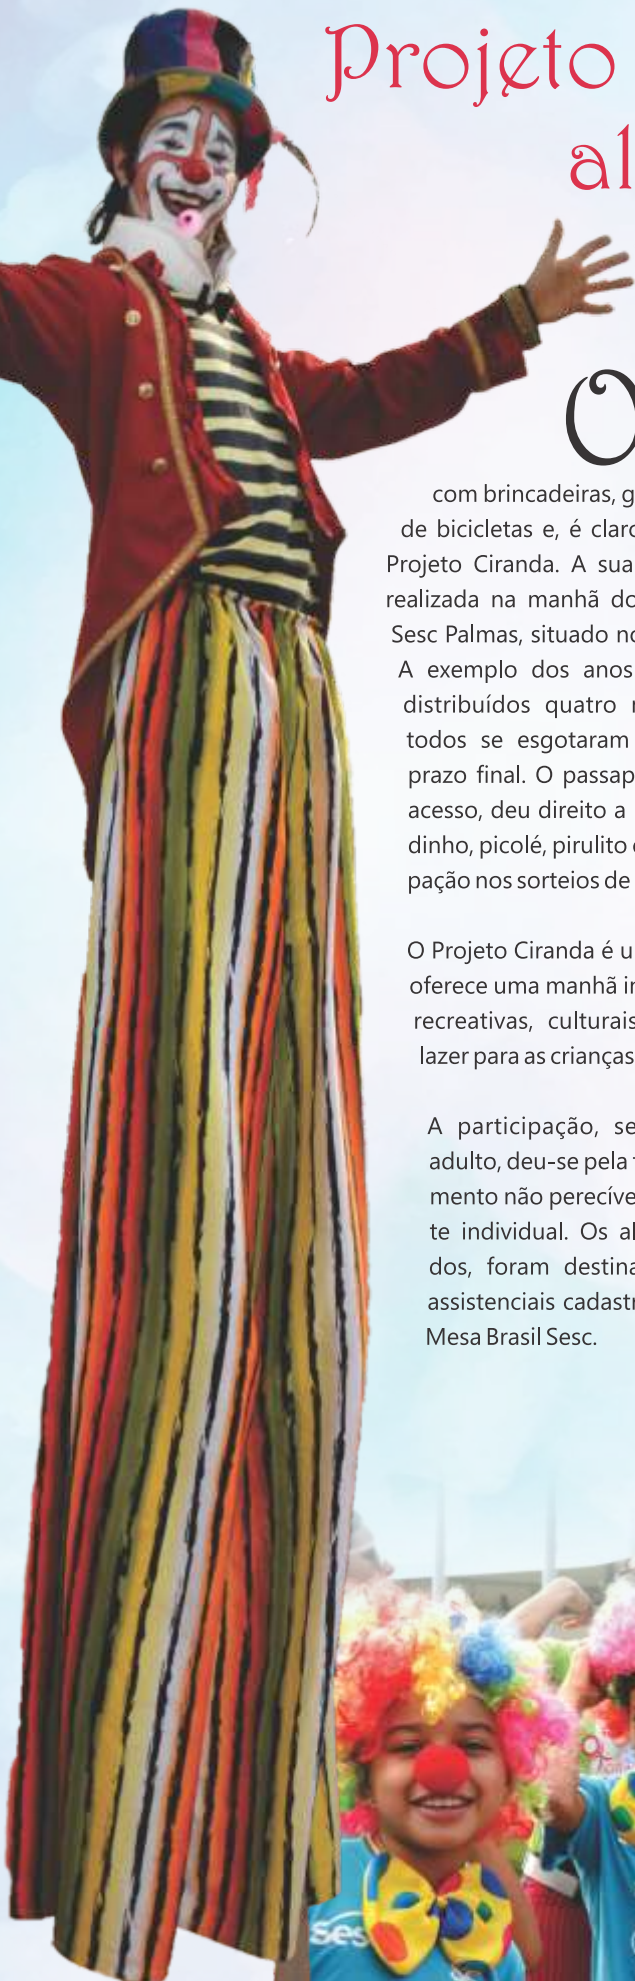 Projeto
al
O
com brincadeiras, g
de bicicletas e, é claro
Projeto Ciranda. A sua
realizada na manhã do
Sesc Palmas, situado no
A exemplo dos anos
distribuídos quatro
todos se esgotaram
prazo final. O passap
acesso, deu direito a
dinho, picolé, pirulito
pação nos sorteios de
O Projeto Ciranda é u
oferece uma manhã in
recreativas, culturais
lazer para as crianças
A participação, se
adulto, deu-se pela
mento não perecíve
te individual. Os al
dos, foram destina
assistenciais cadastr
Mesa Brasil Sesc.
ses